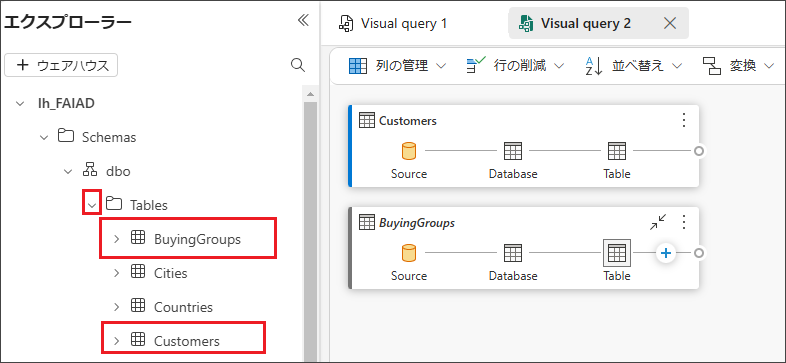 エクスプローラー
＋ ウェアハウス
lh_FAIAD
Schemas
dbo
Tables
BuyingGroups
Cities
Countries
Customers
Visual query 1
Visual query 2
列の管理
行の削減
並べ替え
変換
Customers
Source
Database
Table
BuyingGroups
Source
Database
Table